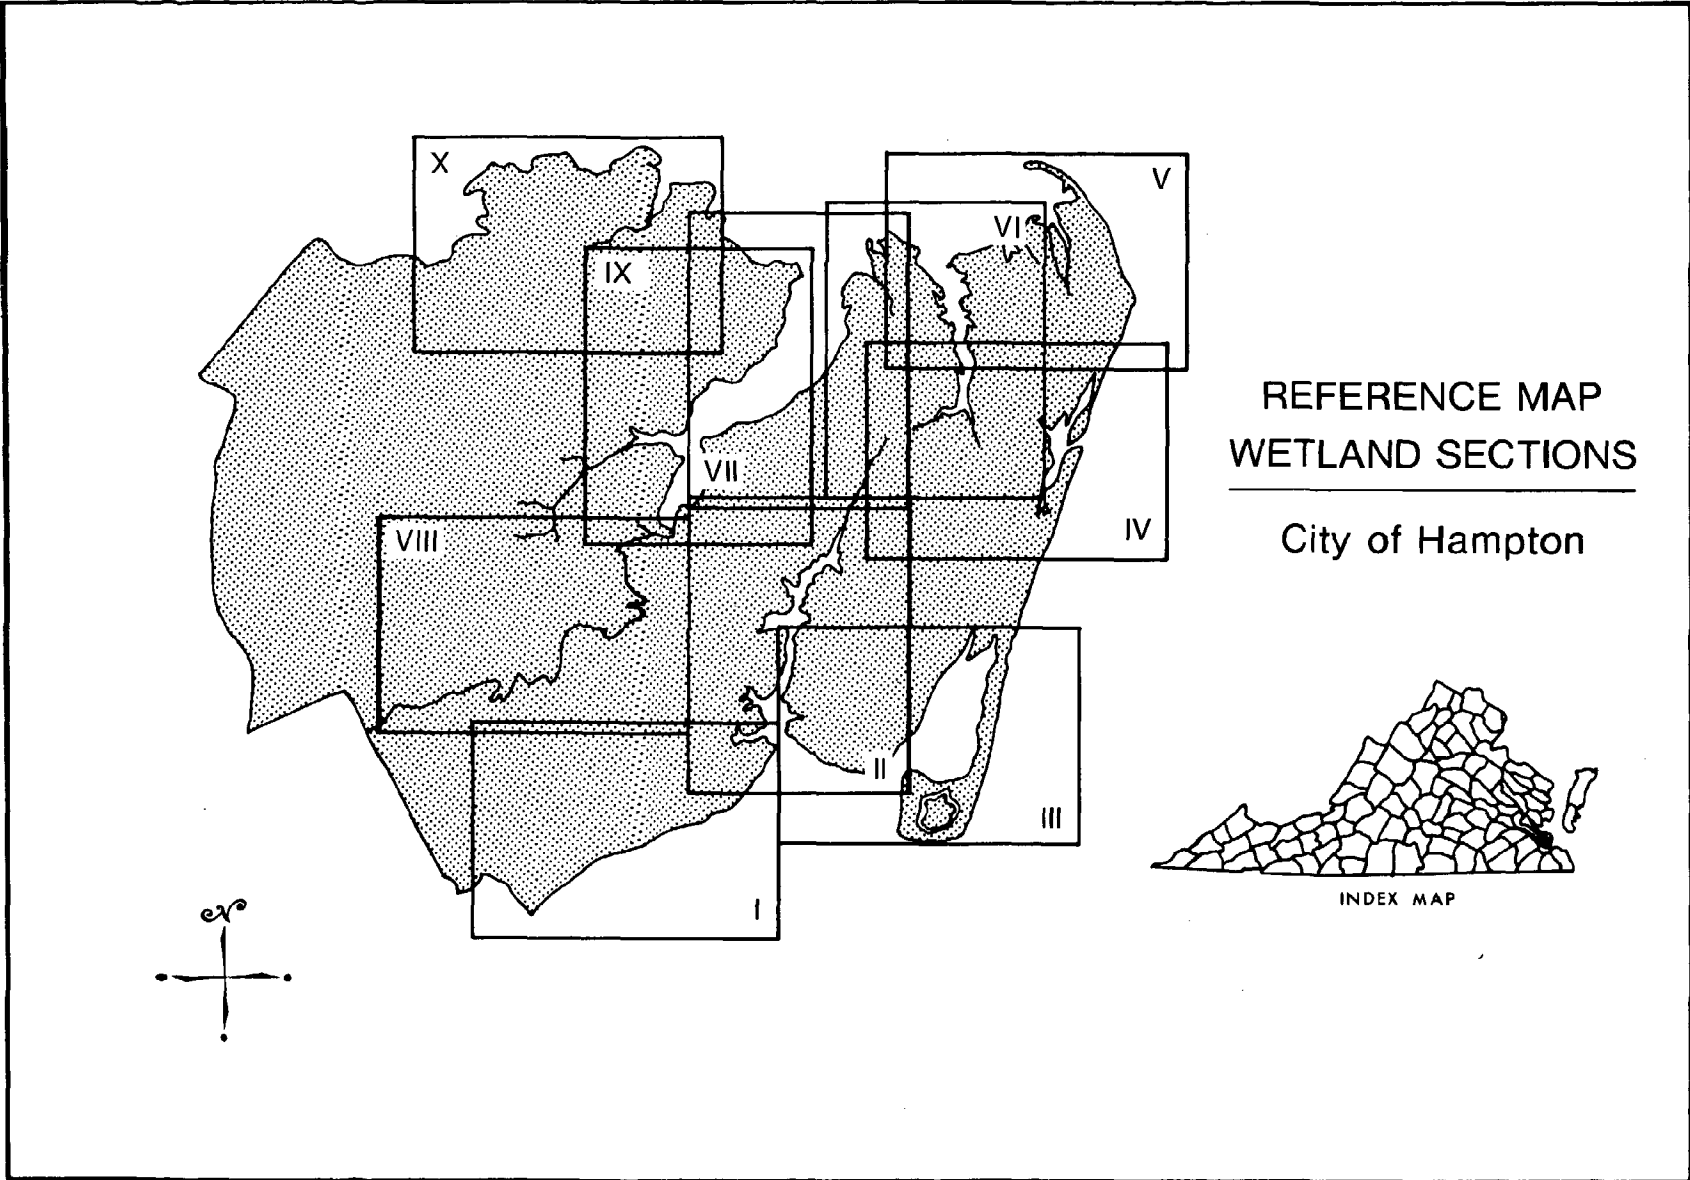 X
V
VI
IX
REFERENCE MAP
WETLAND SECTIONS
City of Hampton
VII
VIII
IV
II
III
I
INDEX MAP
N